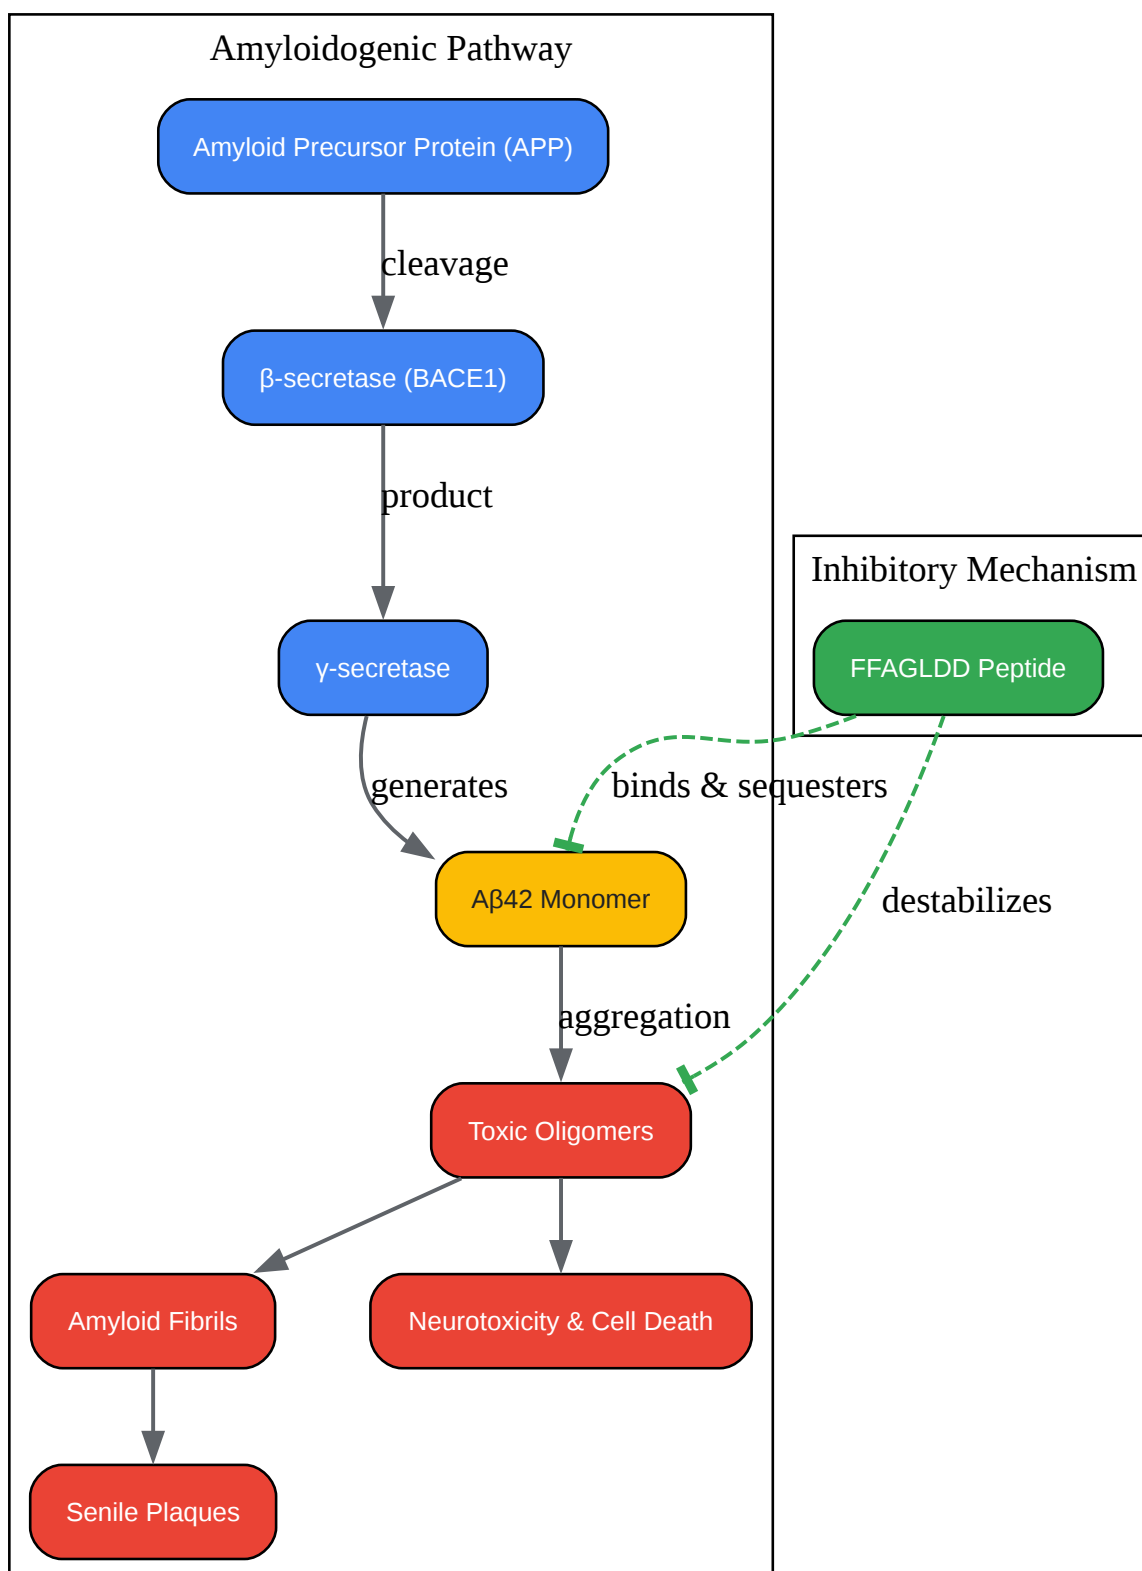 Amyloidogenic Pathway
Amyloid Precursor Protein (APP)
cleavage
β-secretase (BACE1)
product
γ-secretase
generates
Inhibitory Mechanism
FFAGLDD Peptide
binds & sequesters
destabilizes
Aβ42 Monomer
aggregation
Toxic Oligomers
Amyloid Fibrils
Neurotoxicity & Cell Death
Senile Plaques